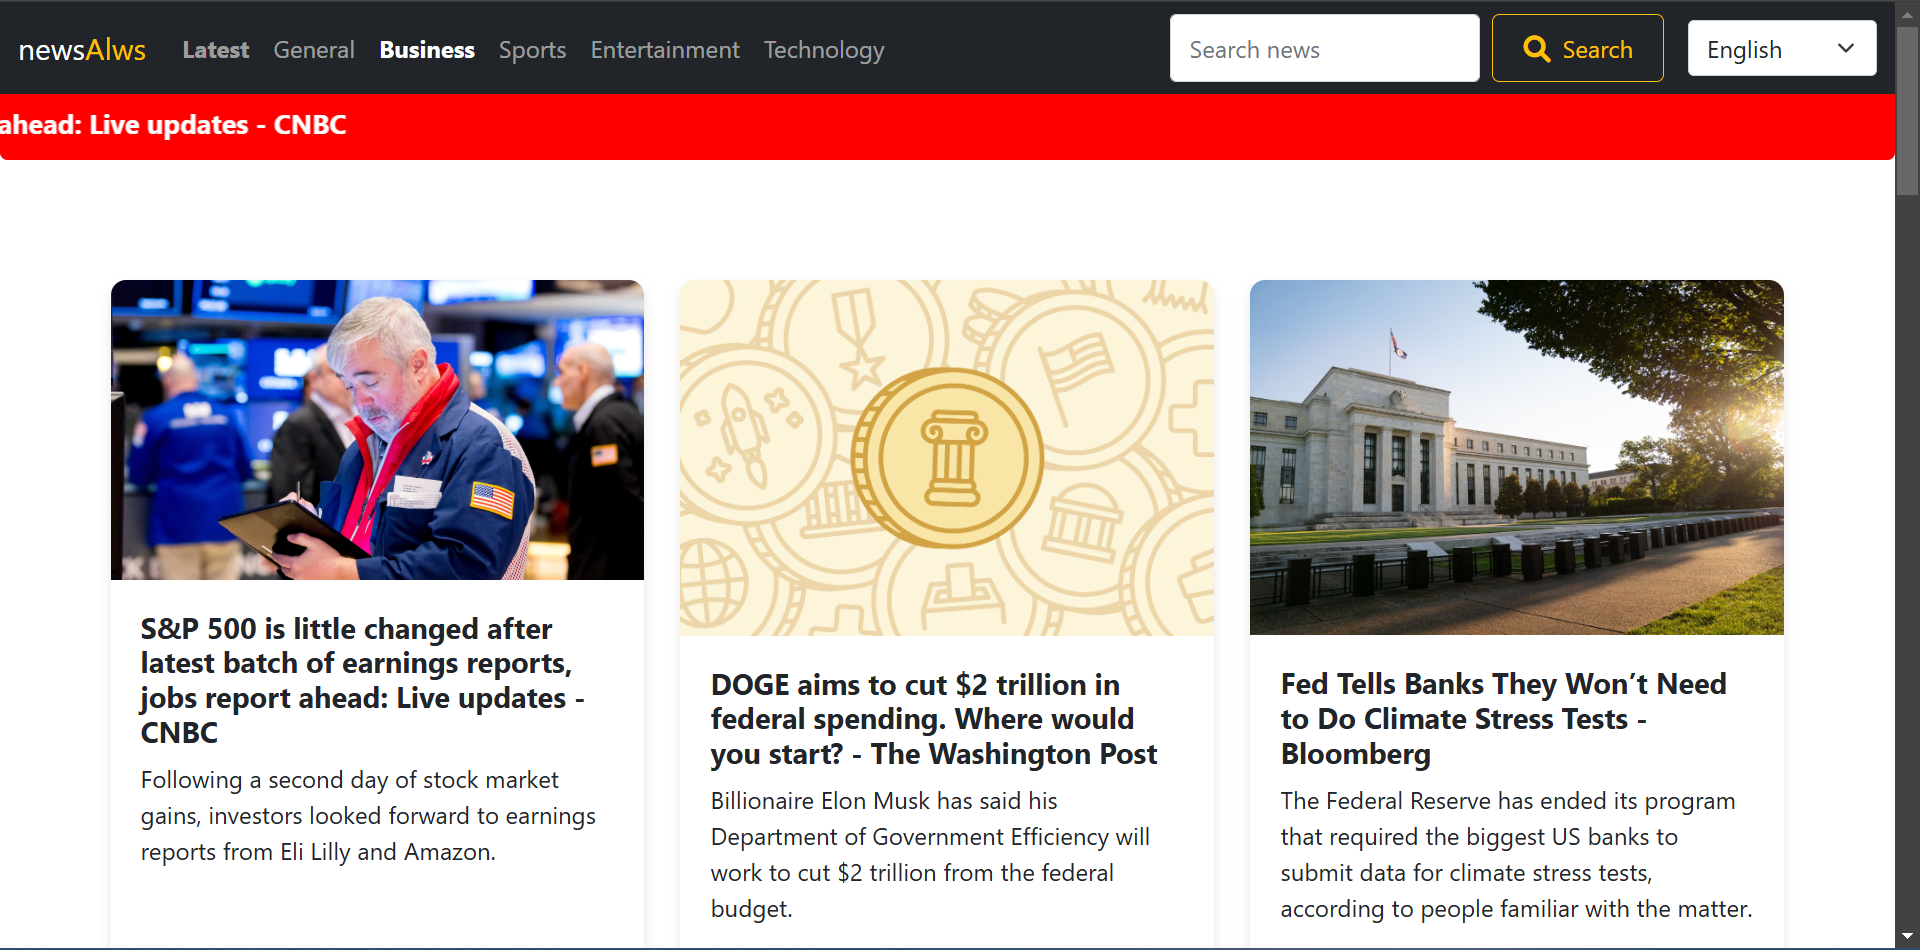 newsAlws Latest General Business Sports Entertainment Technology Search news Search English
ahead: Live updates - CNBC
S&P 500 is little changed after
latest batch of earnings reports,
jobs report ahead: Live updates -
CNBC
Following a second day of stock market
gains, investors looked forward to earnings
reports from Eli Lilly and Amazon.
DOGE aims to cut $2 trillion in
federal spending. Where would
you start? - The Washington Post
Billionaire Elon Musk has said his
Department of Government Efficiency will
work to cut $2 trillion from the federal
budget.
Fed Tells Banks They Won’t Need
to Do Climate Stress Tests -
Bloomberg
The Federal Reserve has ended its program
that required the biggest US banks to
submit data for climate stress tests,
according to people familiar with the matter.